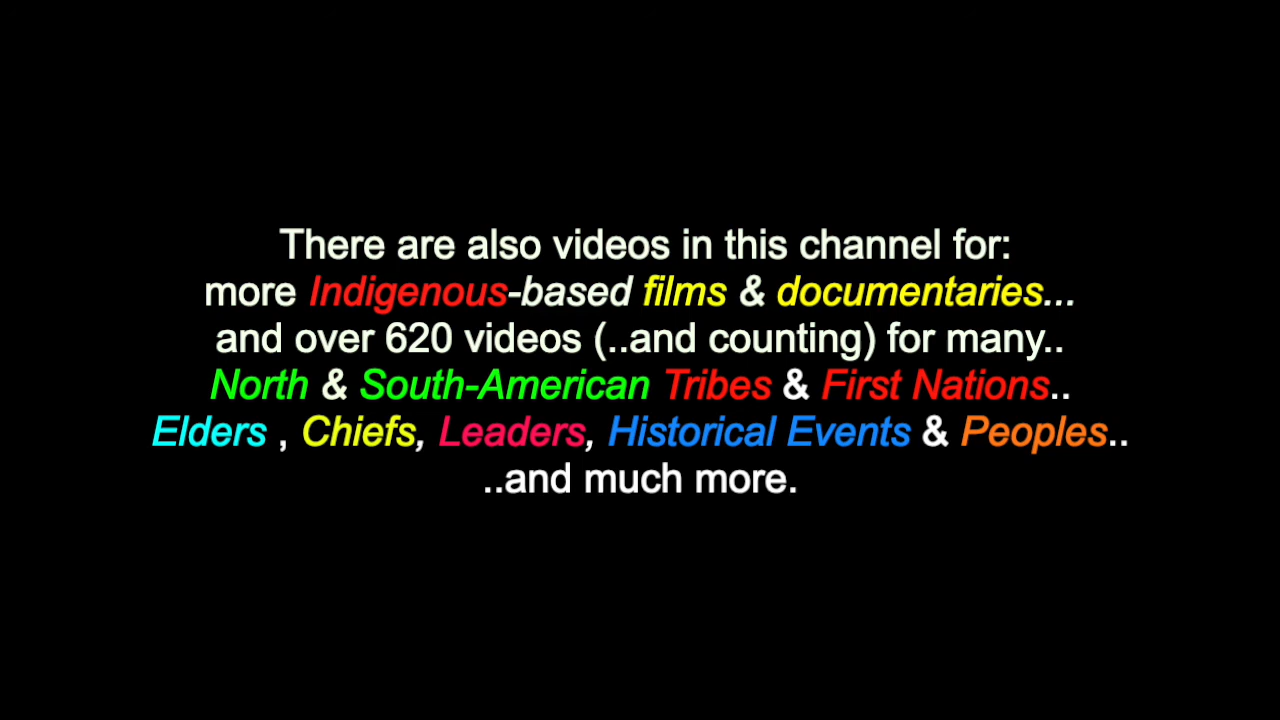 There are also videos in this channel for:
more Indigenous-based films & documentaries...
and over 620 videos (..and counting) for many..
North & South-American Tribes & First Nations..
Elders , Chiefs, Leaders, Historical Events & Peoples..
..and much more.